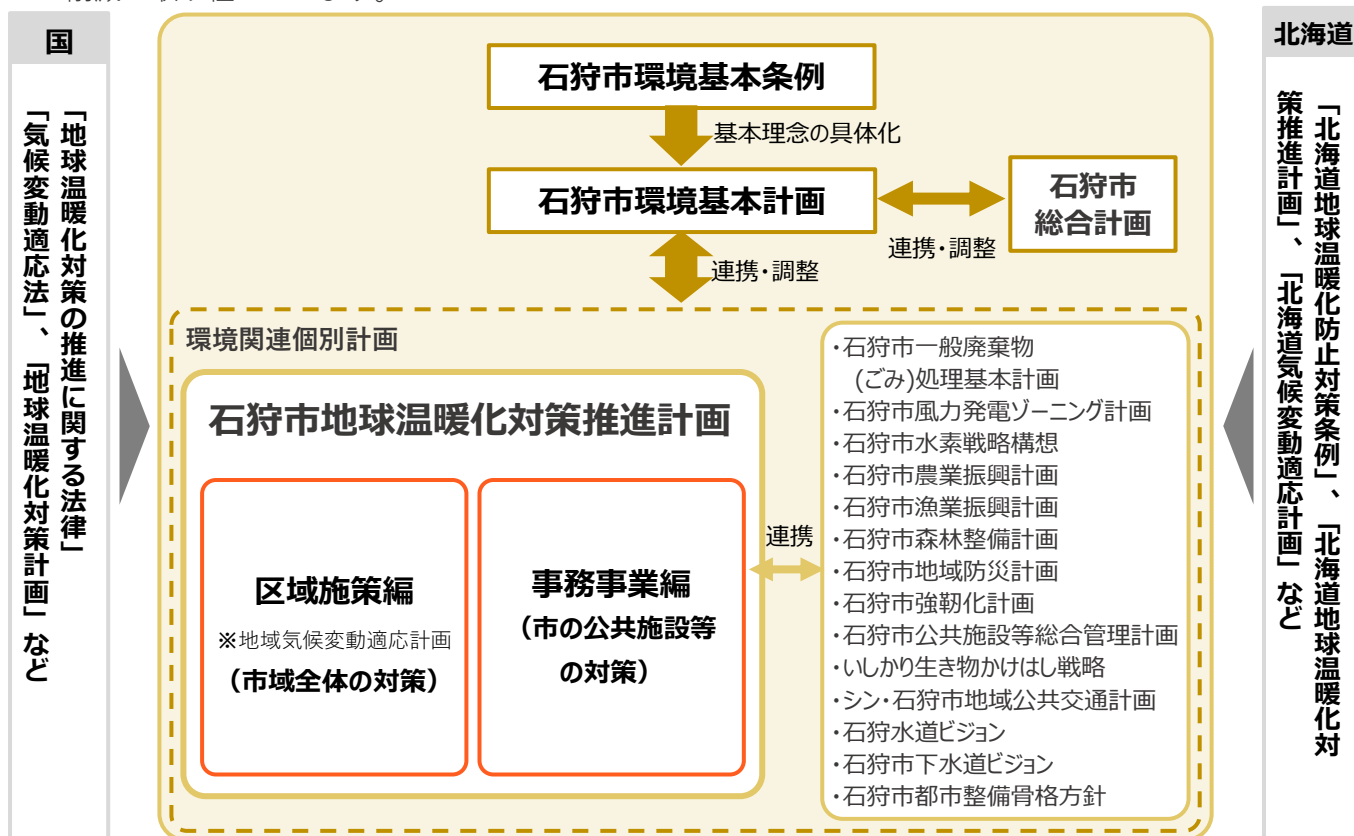 国
「地球温暖化対策の推進に関する法律」
「気候変動適応法」、「地球温暖化対策計画」など
石狩市環境基本条例
基本理念の具体化
石狩市環境基本計画
石狩市
総合計画
連携・調整
連携・調整
環境関連個別計画
石狩市地球温暖化対策推進計画
区域施策編
※地域気候変動適応計画
（市域全体の対策）
事務事業編
（市の公共施設等
の対策）
連携
・石狩市一般廃棄物
(ごみ)処理基本計画
・石狩市風力発電ゾーニング計画
・石狩市水素戦略構想
・石狩市農業振興計画
・石狩市漁業振興計画
・石狩市森林整備計画
・石狩市地域防災計画
・石狩市強靭化計画
・石狩市公共施設等総合管理計画
・いしかり生き物かけはし戦略
・シン・石狩市地域公共交通計画
・石狩水道ビジョン
・石狩市下水道ビジョン
・石狩市都市整備骨格方針
北海道
「北海道地球温暖化防止対策条例」、「北海道地球温暖化対
策推進計画」、「北海道気候変動適応計画」など